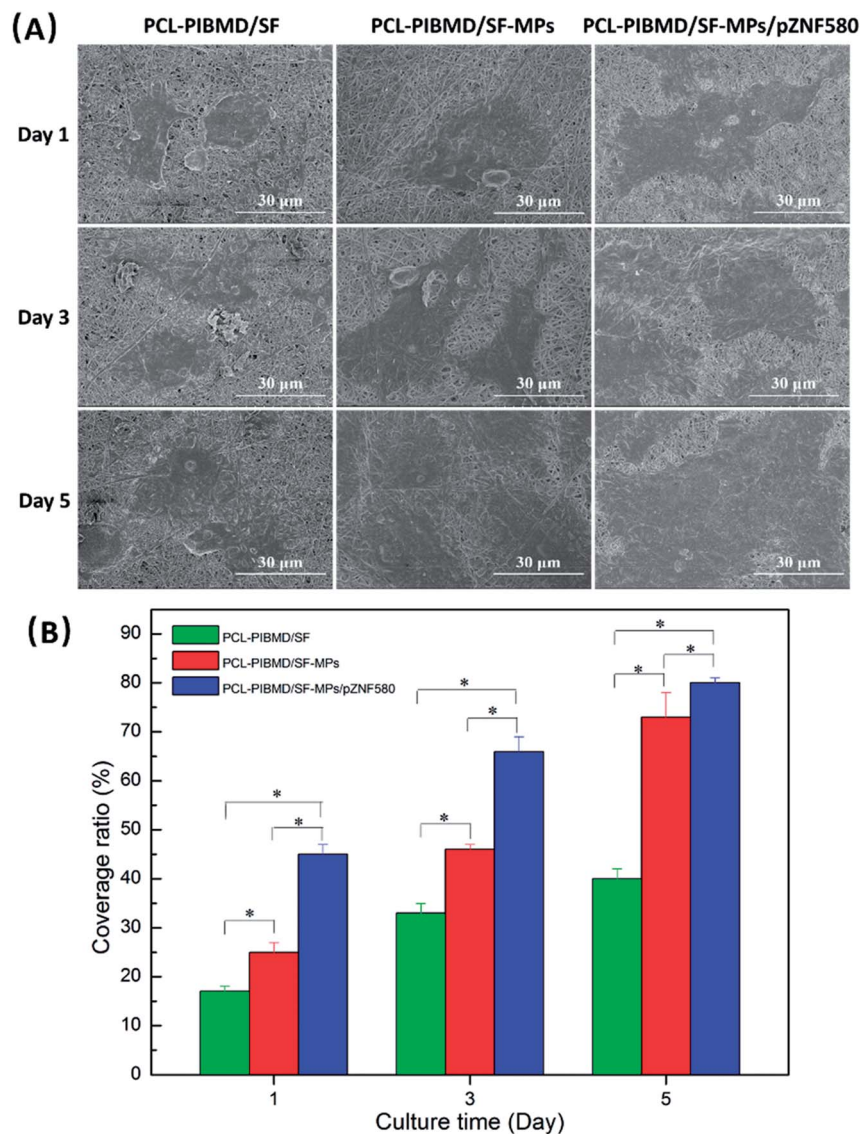 (A)
PCL-PIBMD/SF PCL-PIBMD/SF-MPs PCL-PIBMD/SF-MPs/pZNF580
Day 1
30 μm 30 μm 30 μm
Day 3
30 μm 30 μm 30 μm
Day 5
30 μm 30 μm 30 μm
(B)
90
80
70
60
50
40
30
20
10
0
Coverage ratio (%)
PCL-PIBMD/SF
PCL-PIBMD/SF-MPs
PCL-PIBMD/SF-MPs/pZNF580
* * *
* * *
* * *
1 3 5
Culture time (Day)